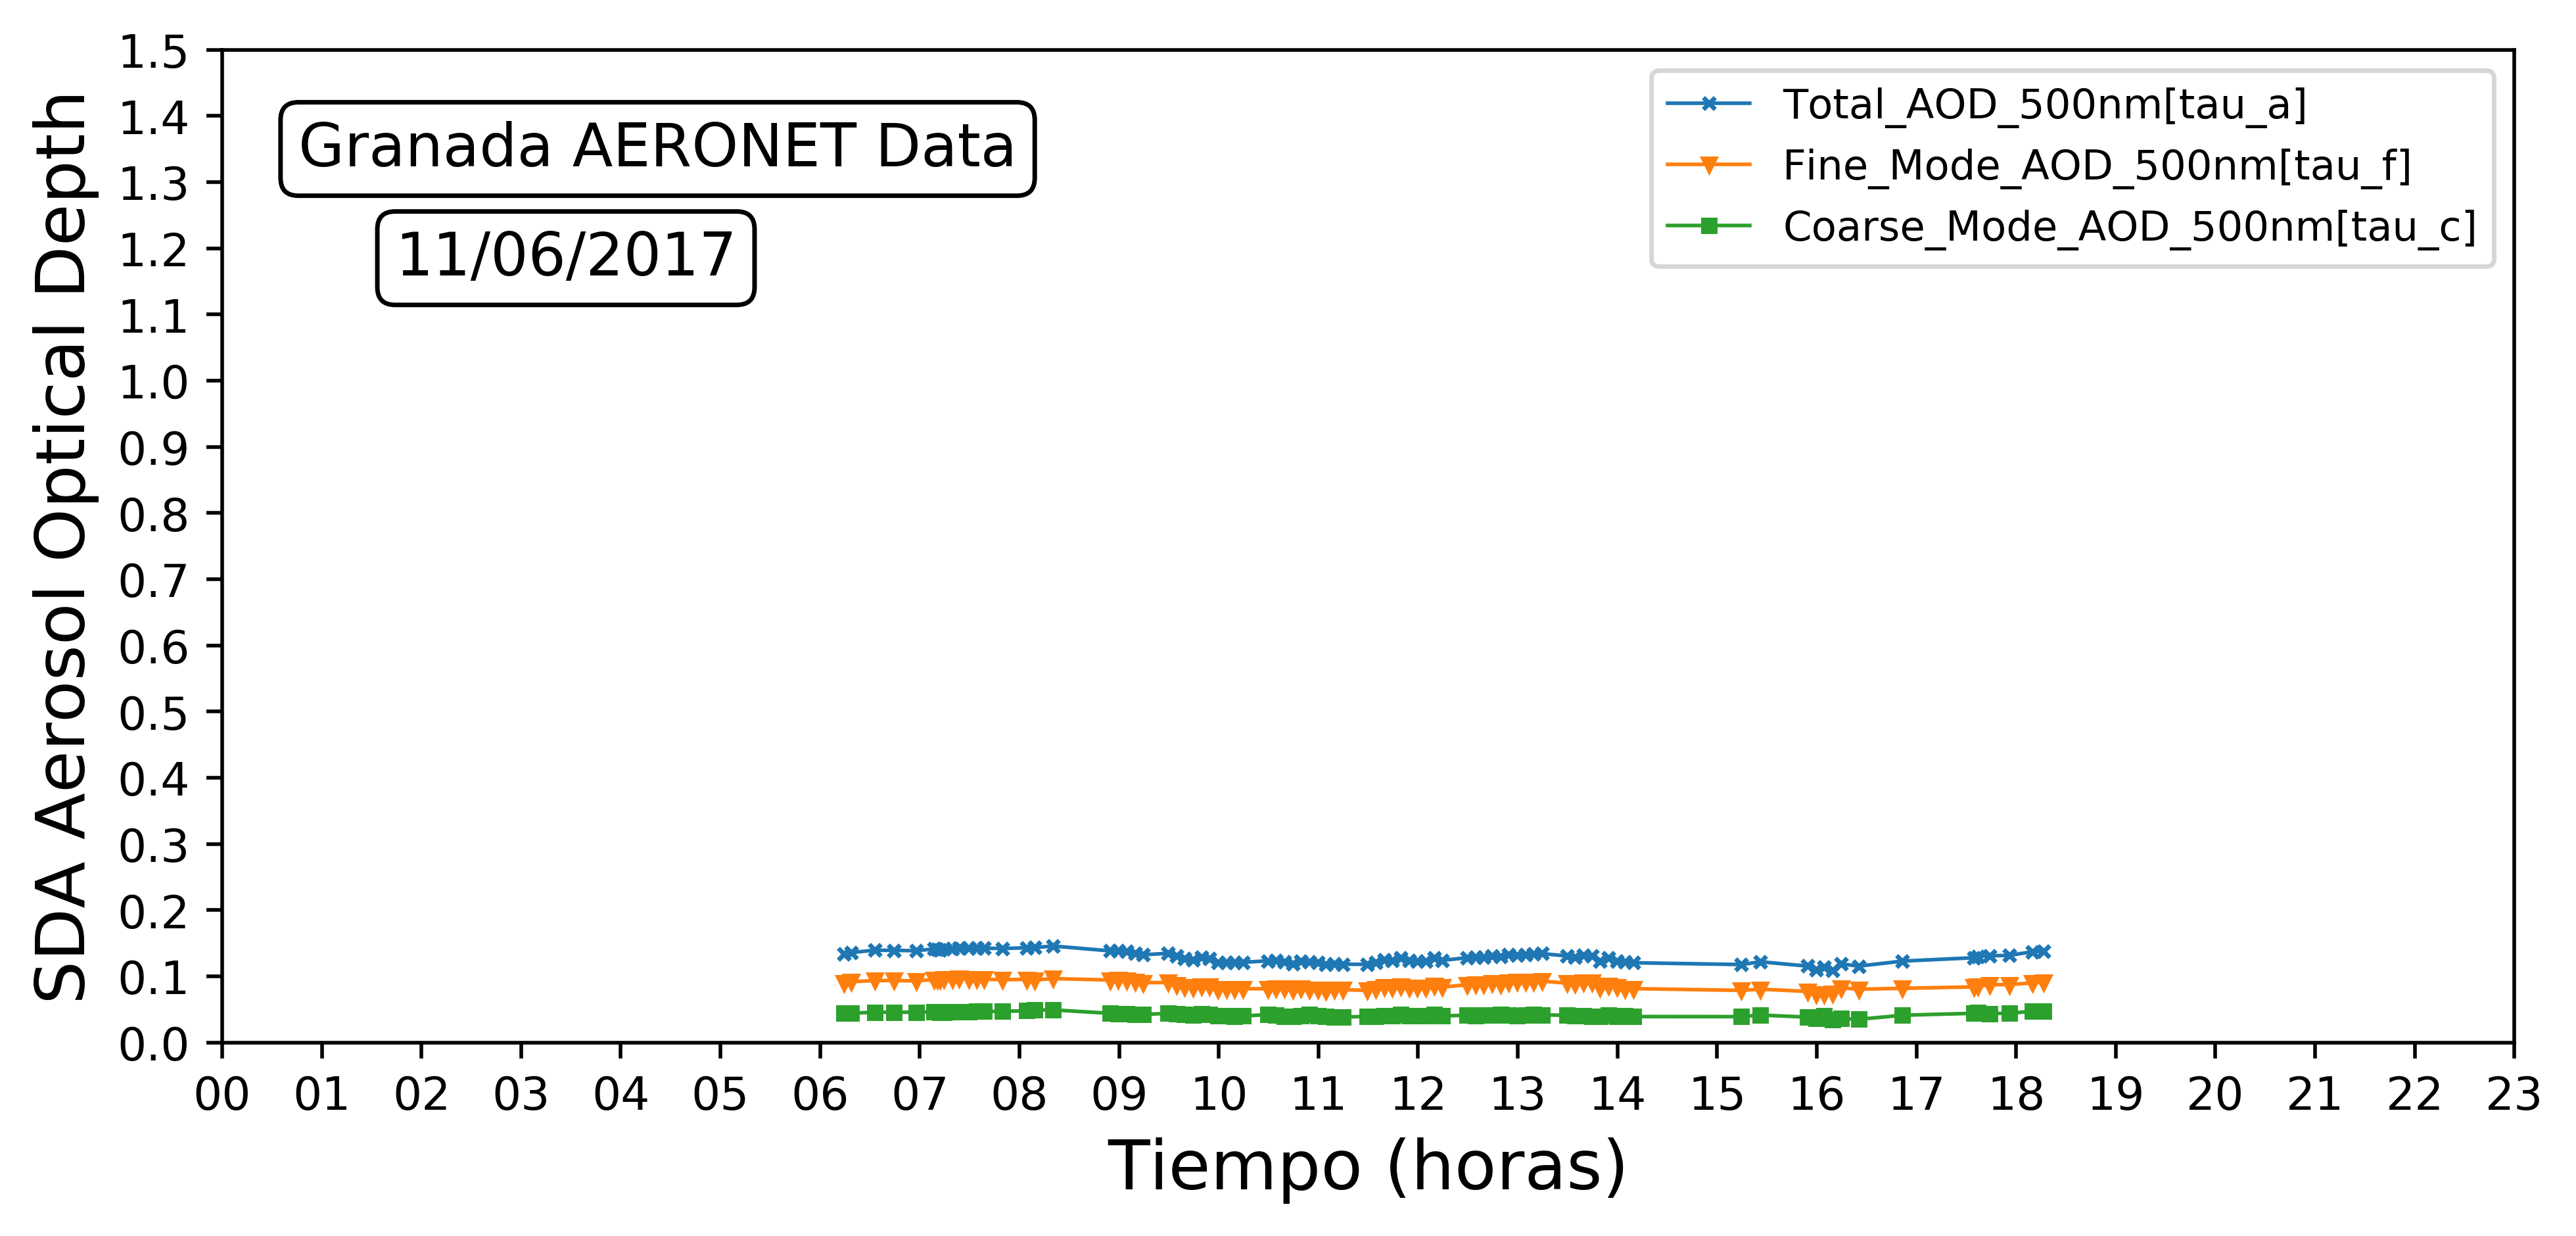 SDA Aerosol Optical Depth
1.5
1.4
1.3
1.2
1.1
1.0
0.9
0.8
0.7
0.6
0.5
0.4
0.3
0.2
0.1
0.0
Granada AERONET Data
11/06/2017
Total_AOD_500nm[tau_a]
Fine_Mode_AOD_500nm[tau_f]
Coarse_Mode_AOD_500nm[tau_c]
00 01 02 03 04 05 06 07 08 09 10 11 12 13 14 15 16 17 18 19 20 21 22 23
Tiempo (horas)